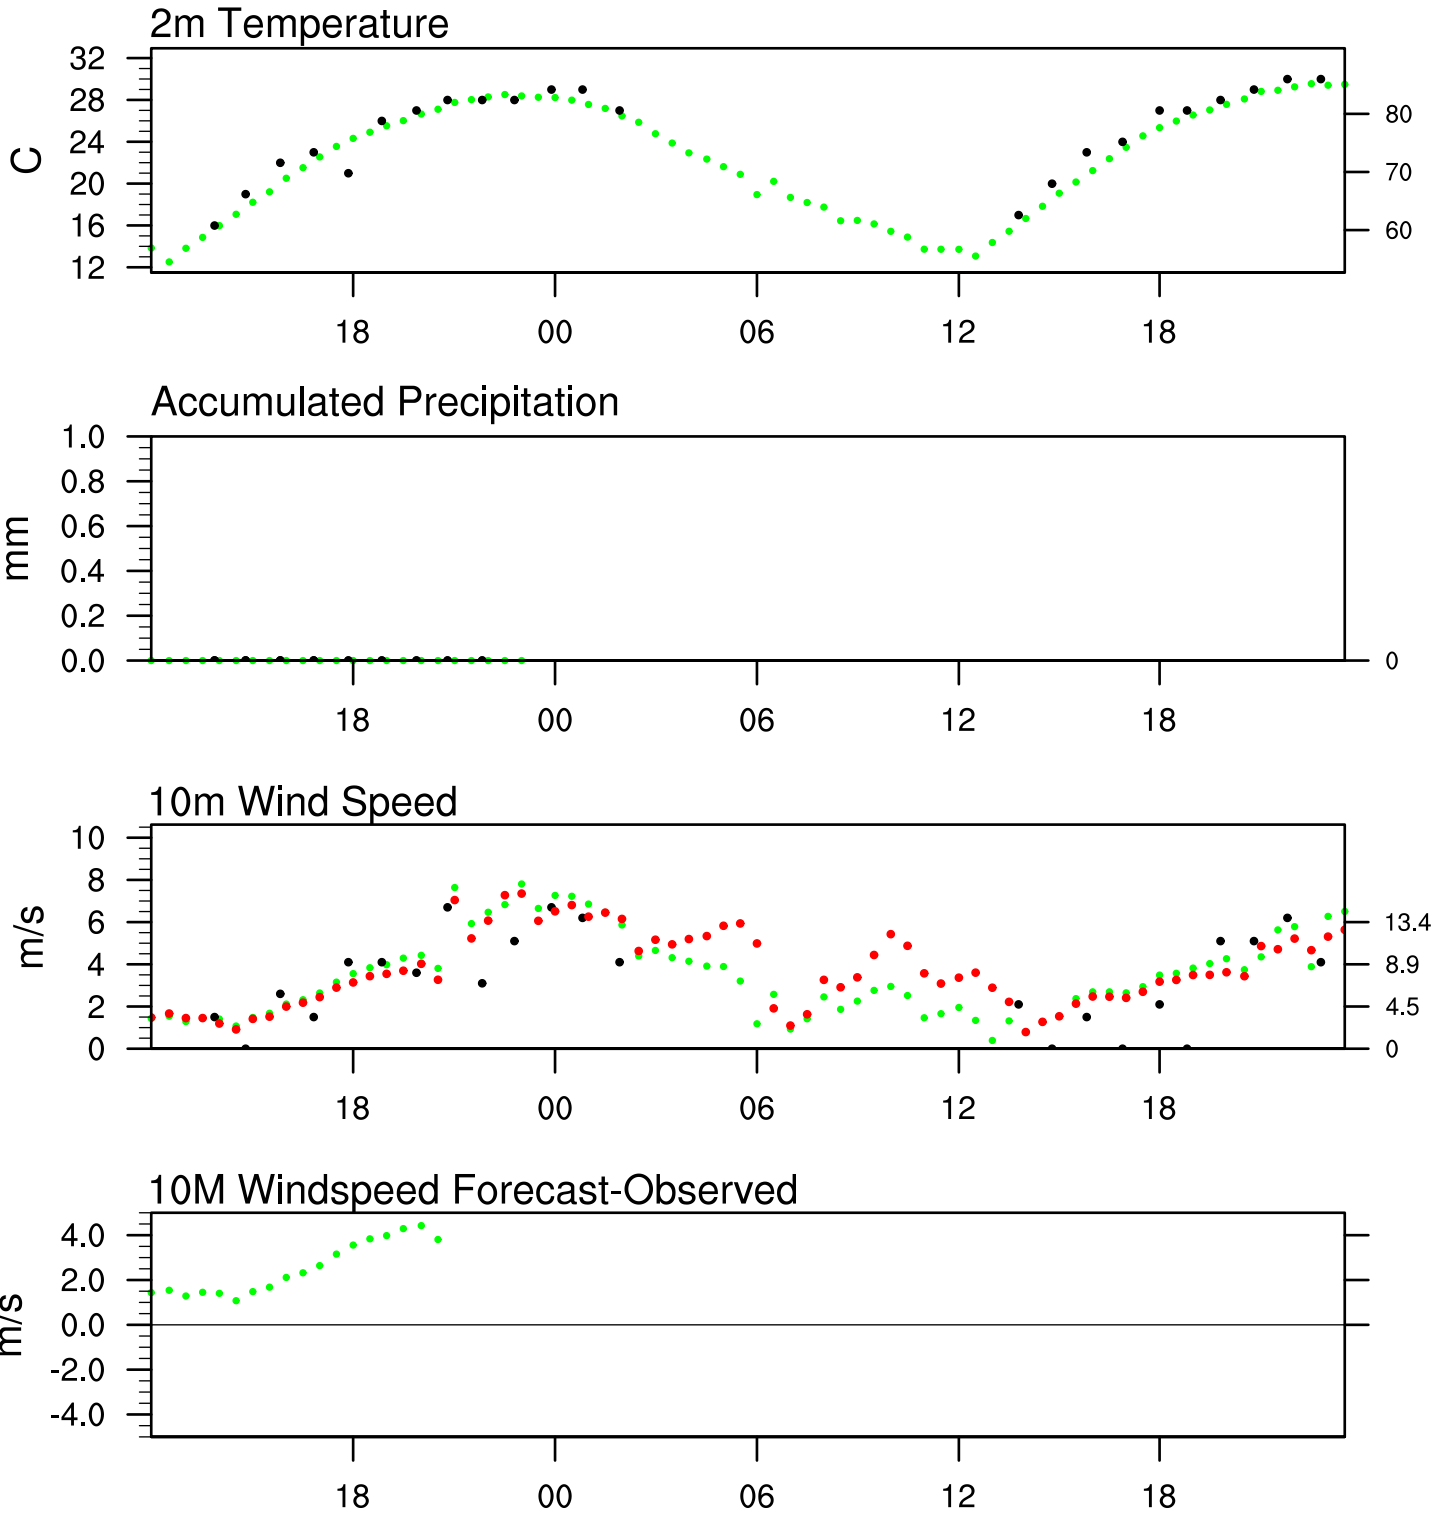 2m Temperature
32
28
24
20
16
12
C
80
70
60
18 00 06 12 18
Accumulated Precipitation
1.0
0.8
0.6
0.4
0.2
0.0
mm
0
18 00 06 12 18
10m Wind Speed
10
8
6
4
2
0
m/s
13.4
8.9
4.5
0
18 00 06 12 18
10M Windspeed Forecast-Observed
4.0
2.0
0.0
-2.0
-4.0
m/s
18 00 06 12 18